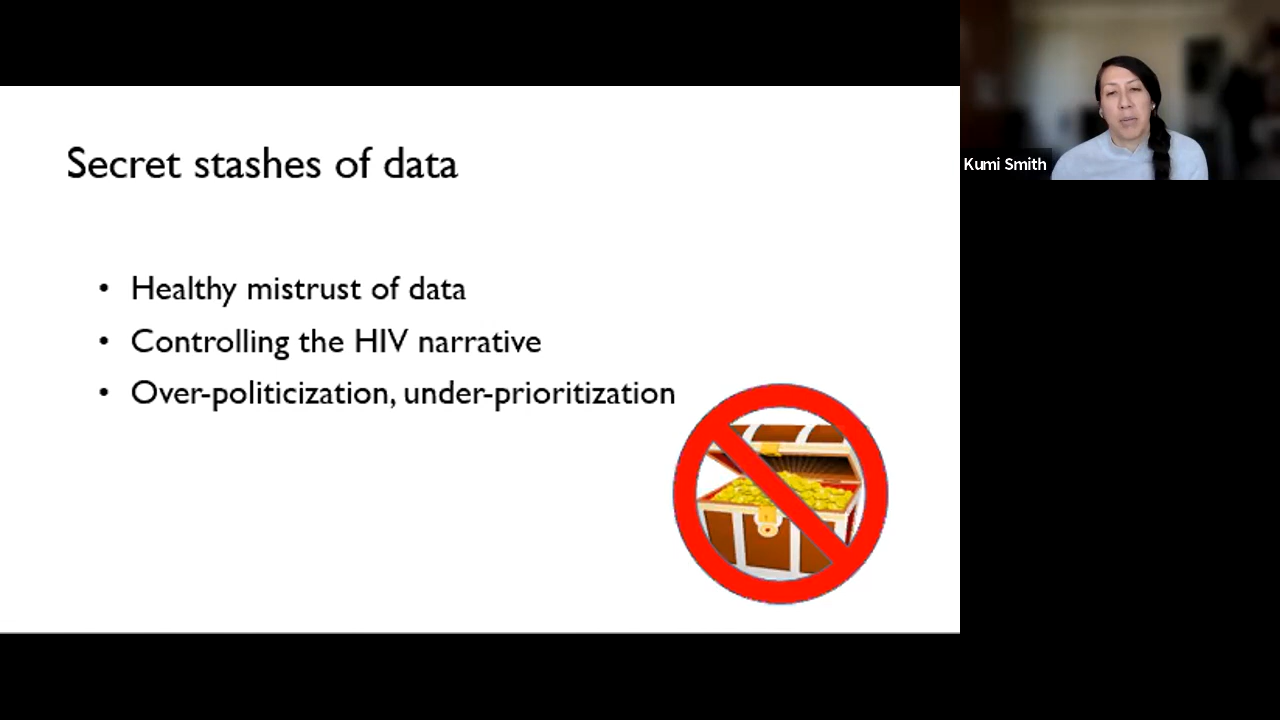 Secret stashes of data
• Healthy mistrust of data
• Controlling the HIV narrative
• Over-politicization, under-prioritization
Kumi Smith